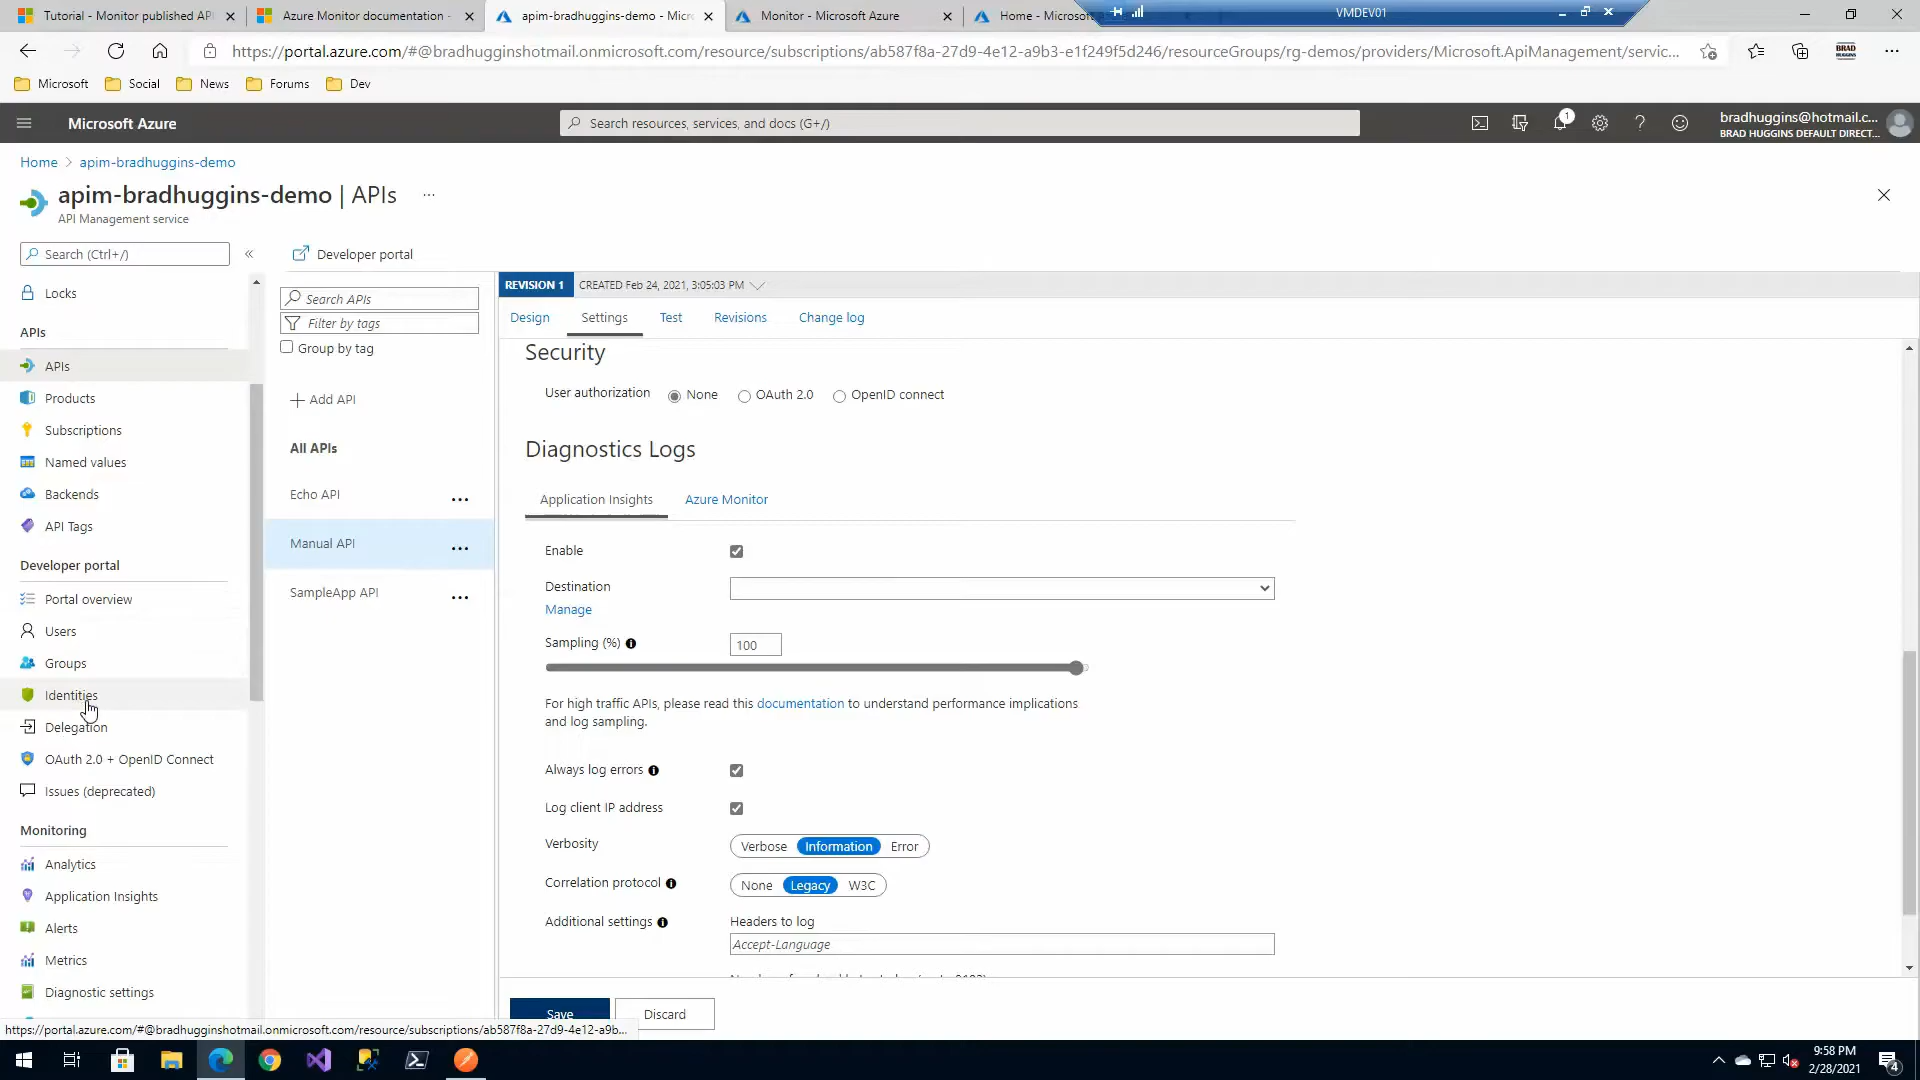 Tutorial - Monitor published API
Azure Monitor documentation -
apim-bradhuggins-demo - Micr
Monitor - Microsoft Azure
Home - Microsof
VMDEV01
https://portal.azure.com/#@bradhugginshotmail.onmicrosoft.com/resource/subscriptions/ab587f8a-27d9-4e12-a9b3-e1f249f5d246/resourceGroups/rg-demos/providers/Microsoft.ApiManagement/servic...
BRAD
HUGGINS
Microsoft
Social
News
Forums
Dev
Microsoft Azure
Search resources, services, and docs (G+/)
1
bradhuggins@hotmail.c...
BRAD HUGGINS DEFAULT DIRECT...
Home > apim-bradhuggins-demo
apim-bradhuggins-demo | APIs ...
API Management service
Search (Ctrl+/)
«
Locks
APIs
APIs
Products
Subscriptions
Named values
Backends
API Tags
Developer portal
Portal overview
Users
Groups
Identities
Delegation
OAuth 2.0 + OpenID Connect
Issues (deprecated)
Monitoring
Analytics
Application Insights
Alerts
Metrics
Diagnostic settings
Developer portal
Search APIs
Filter by tags
Group by tag
Add API
All APIs
Echo API
Manual API
SampleApp API
REVISION 1
CREATED Feb 24, 2021, 3:05:03 PM
Design
Settings
Test
Revisions
Change log
Security
User authorization
None
OAuth 2.0
OpenID connect
Diagnostics Logs
Application Insights
Azure Monitor
Enable
Destination
Manage
Sampling (%)
100
For high traffic APIs, please read this documentation to understand performance implications
and log sampling.
Always log errors
Log client IP address
Verbosity
Verbose
Information
Error
Correlation protocol
None
Legacy
W3C
Additional settings
Headers to log
Accept-Language
Save
Discard
https://portal.azure.com/#@bradhugginshotmail.onmicrosoft.com/resource/subscriptions/ab587f8a-27d9-4e12-a9b...
9:58 PM
2/28/2021
4